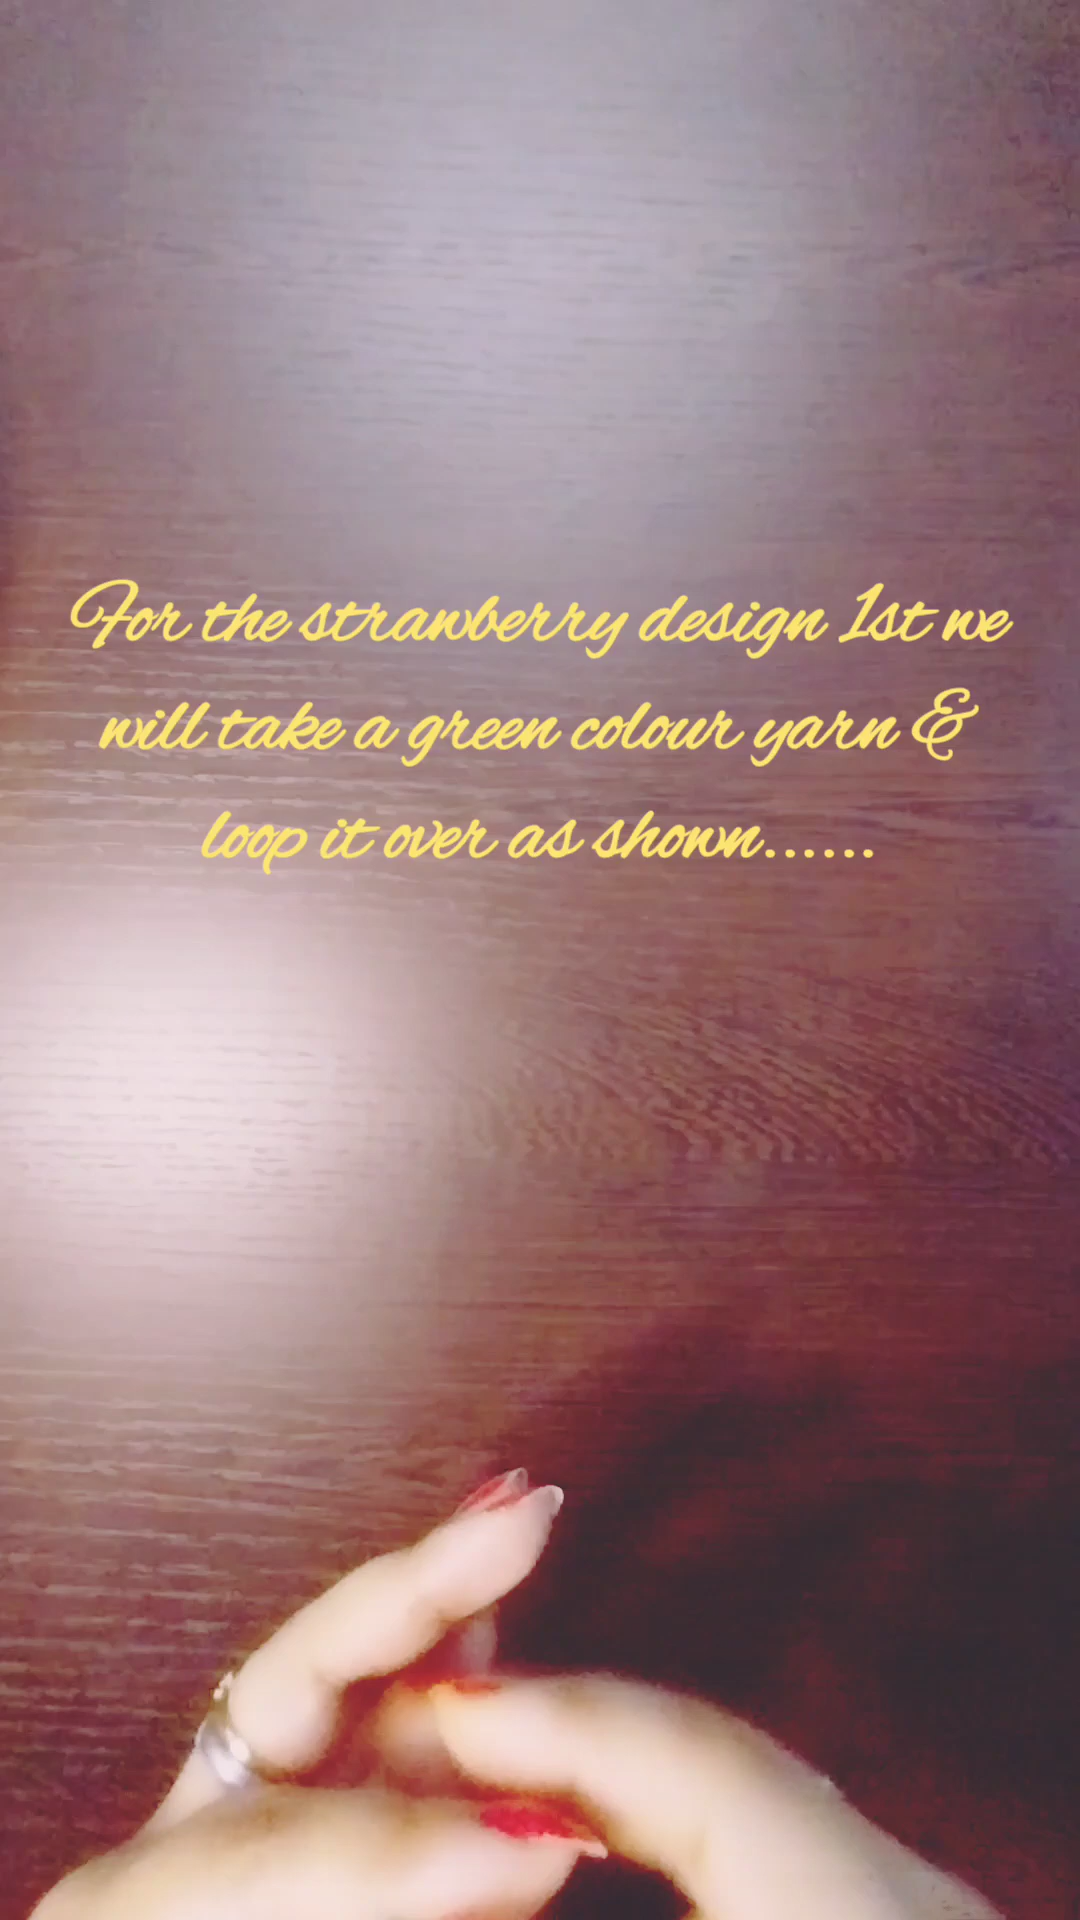 For the strawberry design 1st we
will take a green colour yarn &
loop it over as shown......